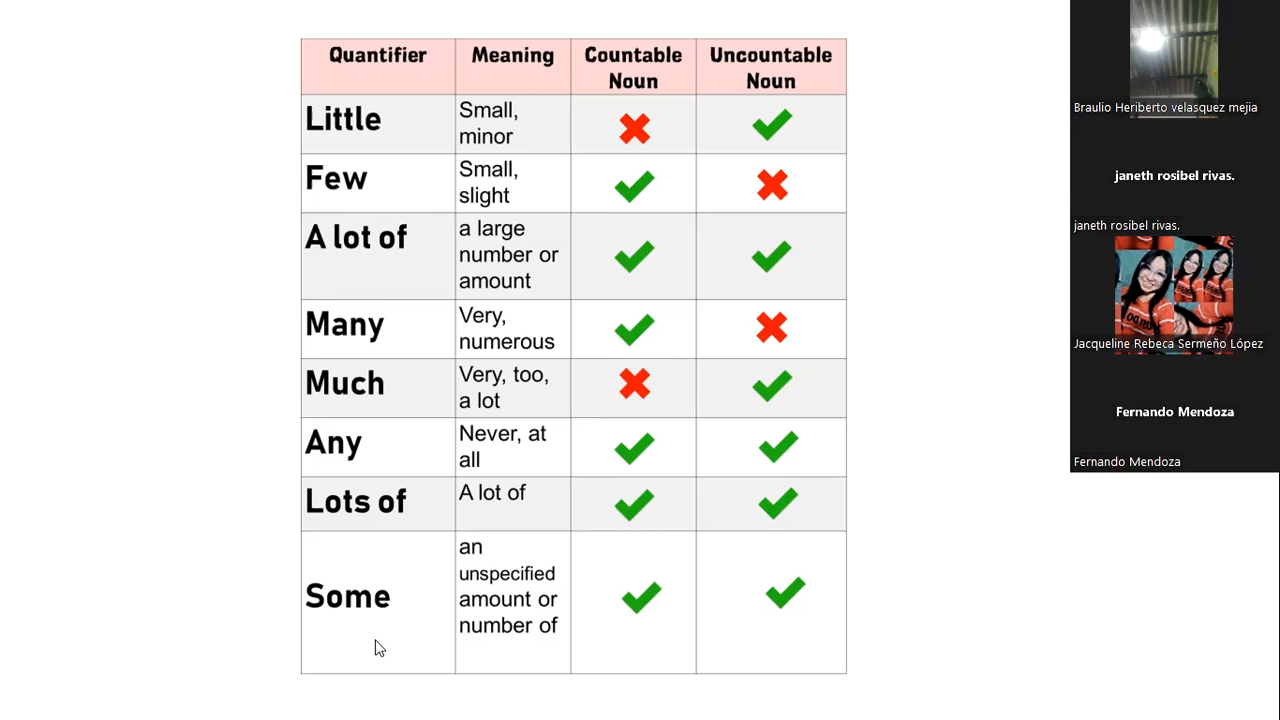 Quantifier Meaning Countable Noun Uncountable Noun
Little
Small,
minor
Few
Small,
slight
A lot of
a large
number or
amount
Many
Very,
numerous
Much
Very, too,
a lot
Any
Never, at
all
Lots of
A lot of
Some
an
unspecified
amount or
number of
Braulio Heriberto velasquez mejia
janeth rosibel rivas.
janeth rosibel rivas.
Jacqueline Rebeca Sermeño López
Fernando Mendoza
Fernando Mendoza